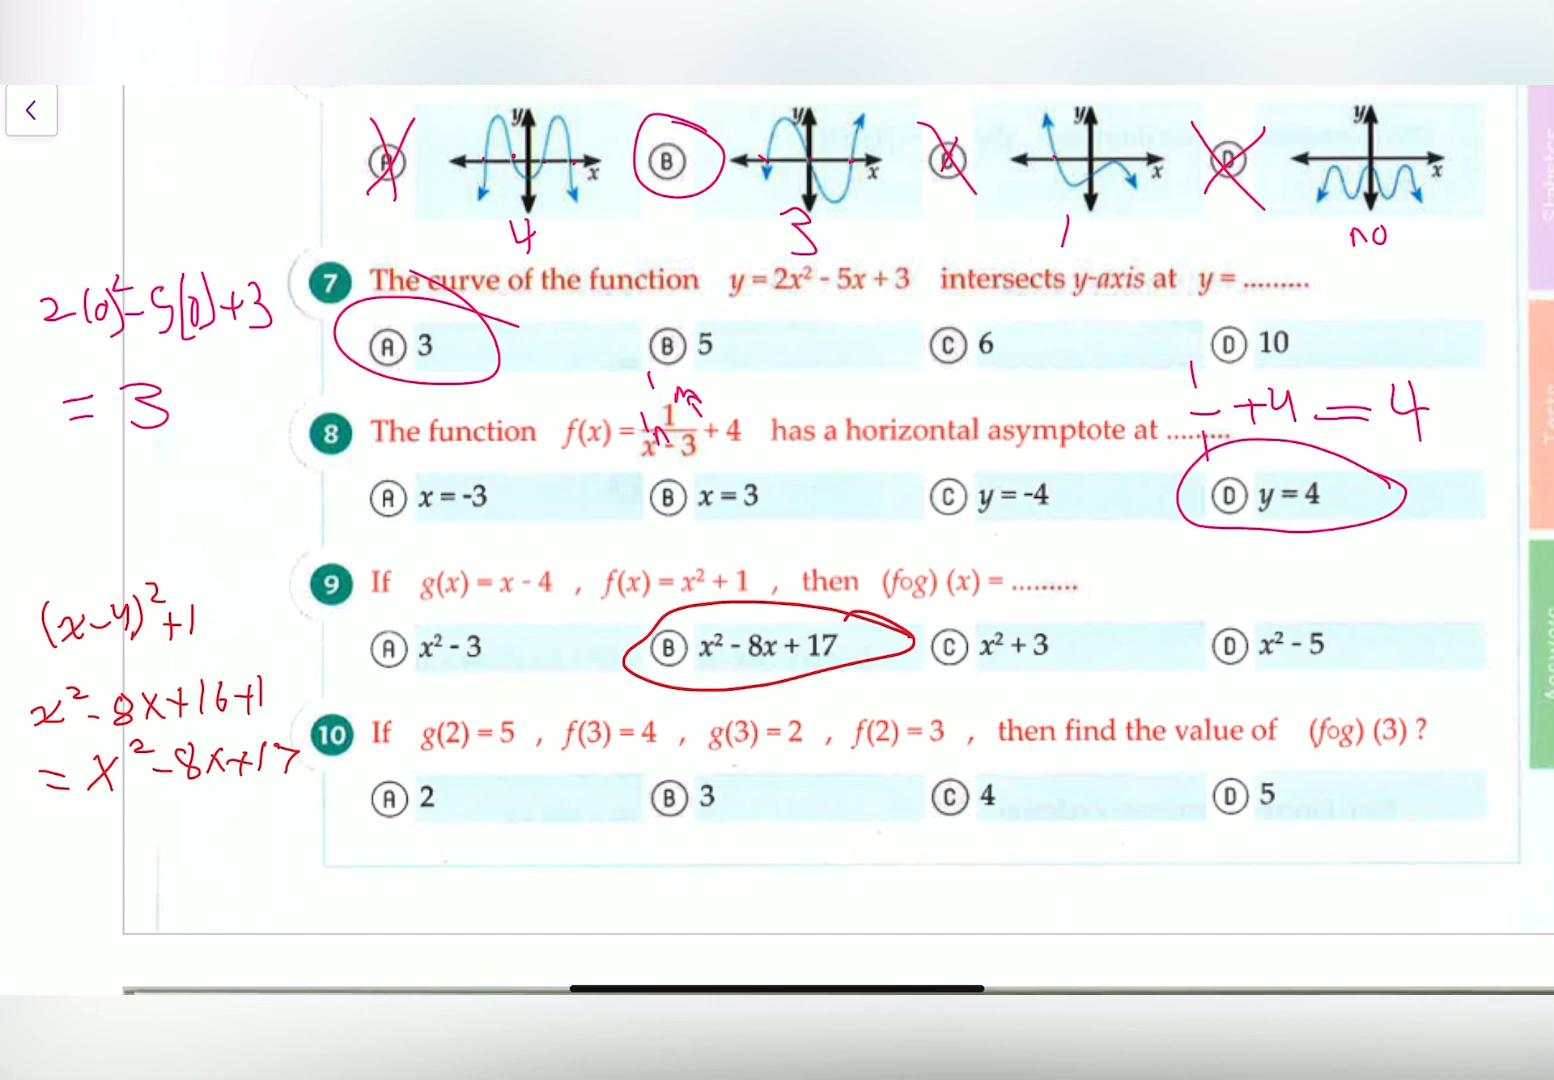 A y x B y x C y x D y x
4 3 1 no
7 The curve of the function y = 2x² - 5x + 3 intersects y-axis at y = .........
2(0)² - 5(0) + 3
= 3
A 3 B 5 C 6 D 10
8 The function f(x) = 1/(x - 3) + 4 has a horizontal asymptote at .........
+4 = 4
A x = -3 B x = 3 C y = -4 D y = 4
9 If g(x) = x - 4 , f(x) = x² + 1 , then (fog) (x) = .........
(x-4)²+1
A x² - 3 B x² - 8x + 17 C x² + 3 D x² - 5
x²-8x+16+1
= x²-8x+17
10 If g(2) = 5 , f(3) = 4 , g(3) = 2 , f(2) = 3 , then find the value of (fog) (3) ?
A 2 B 3 C 4 D 5